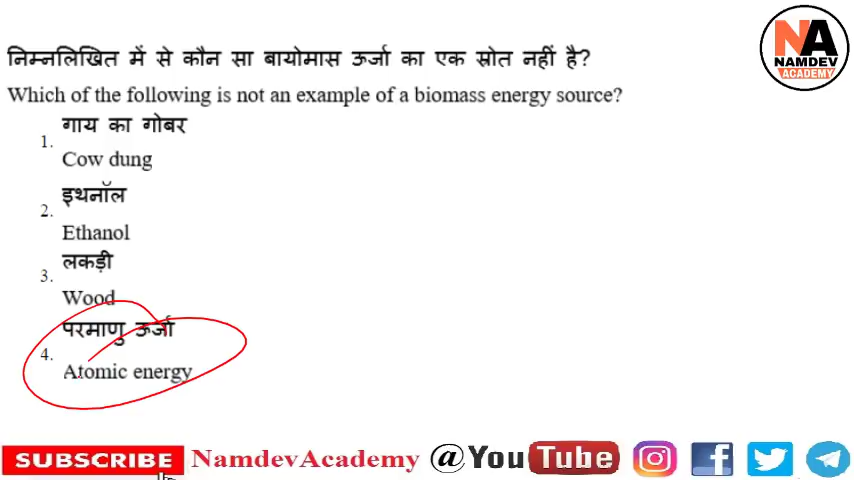 NA
NAMDEV
ACADEMY
निम्नलिखित में से कौन सा बायोमास ऊर्जा का एक स्रोत नहीं है?
Which of the following is not an example of a biomass energy source?
1. गाय का गोबर
Cow dung
2. इथनॉल
Ethanol
3. लकड़ी
Wood
4. परमाणु ऊर्जा
Atomic energy
SUBSCRIBE NamdevAcademy @YouTube